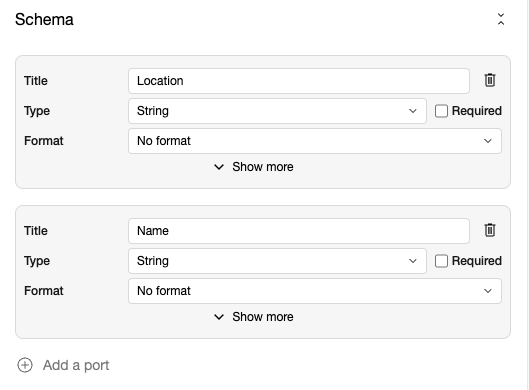 Schema
Title Location
Type String Required
Format No format
Show more
Title Name
Type String Required
Format No format
Show more
Add a port